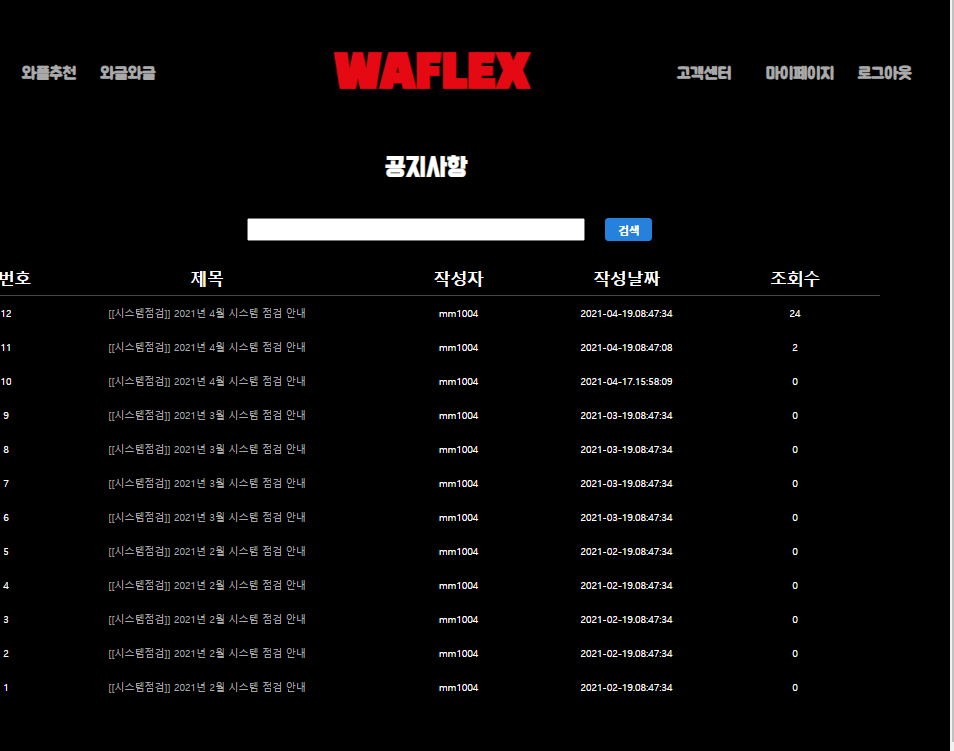 와플추천 와글와글 WAFLEX 고객센터 마이페이지 로그아웃
공지사항
검색
번호 제목 작성자 작성날짜 조회수
12 [[시스템점검]] 2021년 4월 시스템 점검 안내 mm1004 2021-04-19.08:47:34 24
11 [[시스템점검]] 2021년 4월 시스템 점검 안내 mm1004 2021-04-19.08:47:08 2
10 [[시스템점검]] 2021년 4월 시스템 점검 안내 mm1004 2021-04-17.15:58:09 0
9 [[시스템점검]] 2021년 3월 시스템 점검 안내 mm1004 2021-03-19.08:47:34 0
8 [[시스템점검]] 2021년 3월 시스템 점검 안내 mm1004 2021-03-19.08:47:34 0
7 [[시스템점검]] 2021년 3월 시스템 점검 안내 mm1004 2021-03-19.08:47:34 0
6 [[시스템점검]] 2021년 3월 시스템 점검 안내 mm1004 2021-03-19.08:47:34 0
5 [[시스템점검]] 2021년 2월 시스템 점검 안내 mm1004 2021-02-19.08:47:34 0
4 [[시스템점검]] 2021년 2월 시스템 점검 안내 mm1004 2021-02-19.08:47:34 0
3 [[시스템점검]] 2021년 2월 시스템 점검 안내 mm1004 2021-02-19.08:47:34 0
2 [[시스템점검]] 2021년 2월 시스템 점검 안내 mm1004 2021-02-19.08:47:34 0
1 [[시스템점검]] 2021년 2월 시스템 점검 안내 mm1004 2021-02-19.08:47:34 0